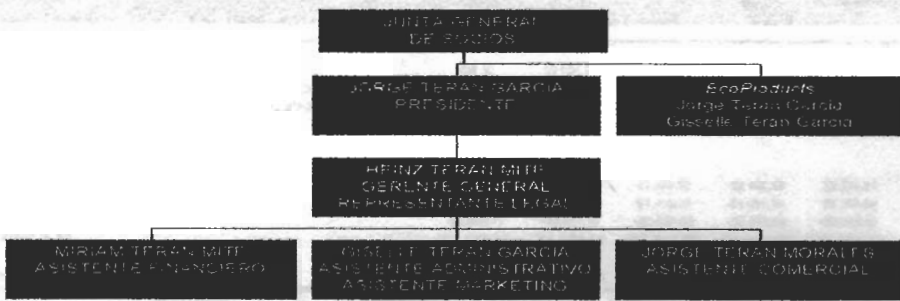 JUNTA GENERAL
DE SOCIOS
JORGE TERAN GARCIA
PRESIDENTE
EcoProducts
Jorge Teran Garcia
Gisselle Teran Garcia
HEINZ TERAN MITE
GERENTE GENERAL
REPRESENTANTE LEGAL
MIRIAM TERAN MITE
ASISTENTE FINANCIERO
GISELLE TERAN GARCIA
ASISTENTE ADMINISTRATIVO
ASISTENTE MARKETING
JORGE TERAN MORALES
ASISTENTE COMERCIAL